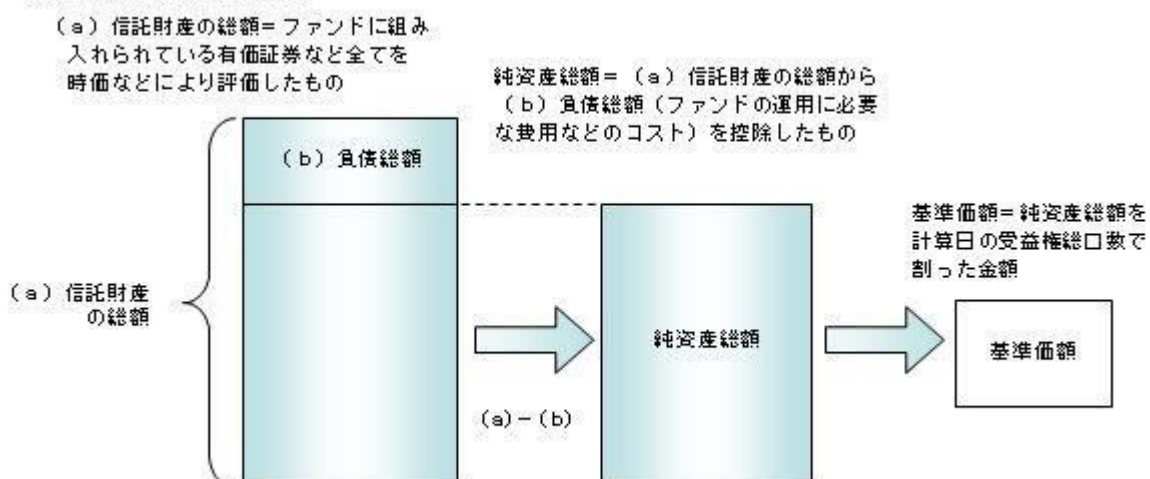 (a)信託財産の総額=ファンドに組み
入れられている有価証券など全てを
時価などにより評価したもの
純資産総額=(a)信託財産の総額から
(b)負債総額(ファンドの運用に必要
な費用などのコスト)を控除したもの
(b)負債総額
基準価額=純資産総額を
計算日の受益権総口数で
割った金額
(a)信託財産
の総額
純資産総額
基準価額
(a)-(b)